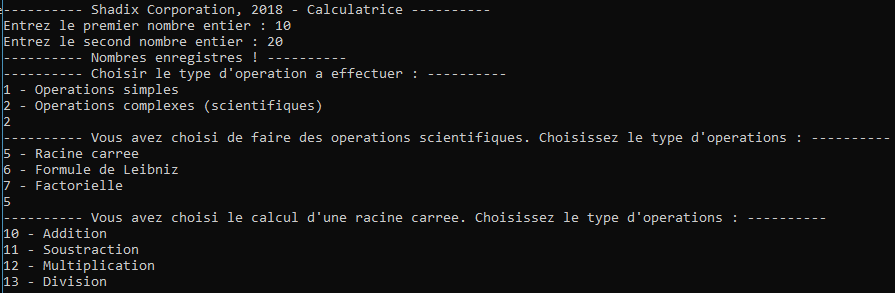 ---------- Shadix Corporation, 2018 - Calculatrice ----------
Entrez le premier nombre entier : 10
Entrez le second nombre entier : 20
---------- Nombres enregistres ! ----------
---------- Choisir le type d'operation a effectuer : ----------
1 - Operations simples
2 - Operations complexes (scientifiques)
2
---------- Vous avez choisi de faire des operations scientifiques. Choisissez le type d'operations : ----------
5 - Racine carree
6 - Formule de Leibniz
7 - Factorielle
5
---------- Vous avez choisi le calcul d'une racine carree. Choisissez le type d'operations : ----------
10 - Addition
11 - Soustraction
12 - Multiplication
13 - Division